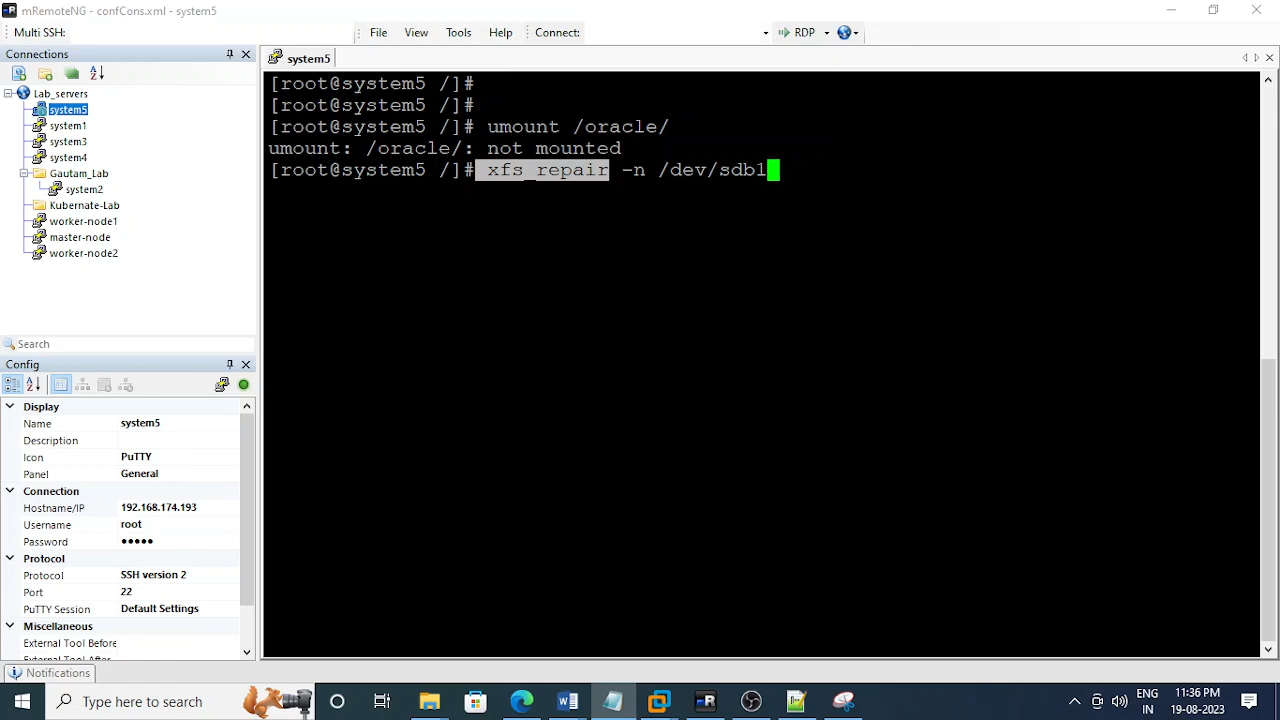 mRemoteNG - confCons.xml - system5
Multi SSH:
File View Tools Help Connect: RDP
Connections
system5
Lab_servers
system5
system1
system3
system4
Gautam_Lab
system2
Kubernate-Lab
worker-node1
master-node
worker-node2
[root@system5 /]#
[root@system5 /]#
[root@system5 /]# umount /oracle/
umount: /oracle/: not mounted
[root@system5 /]# xfs_repair -n /dev/sdb1
Search
Config
Display
Name system5
Description
Icon PuTTY
Panel General
Connection
Hostname/IP 192.168.174.193
Username root
Password •••••
Protocol
Protocol SSH version 2
Port 22
PuTTY Session Default Settings
Miscellaneous
External Tool Before
External Tool After
Notifications
Type here to search
ENG
IN
11:36 PM
19-08-2023